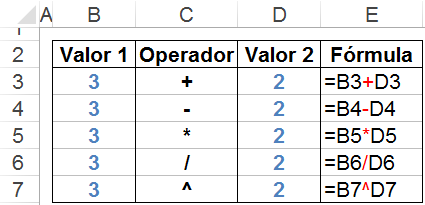 A B C D E
1
2 Valor 1 Operador Valor 2 Fórmula
3 3 + 2 =B3+D3
4 3 - 2 =B4-D4
5 3 * 2 =B5*D5
6 3 / 2 =B6/D6
7 3 ^ 2 =B7^D7